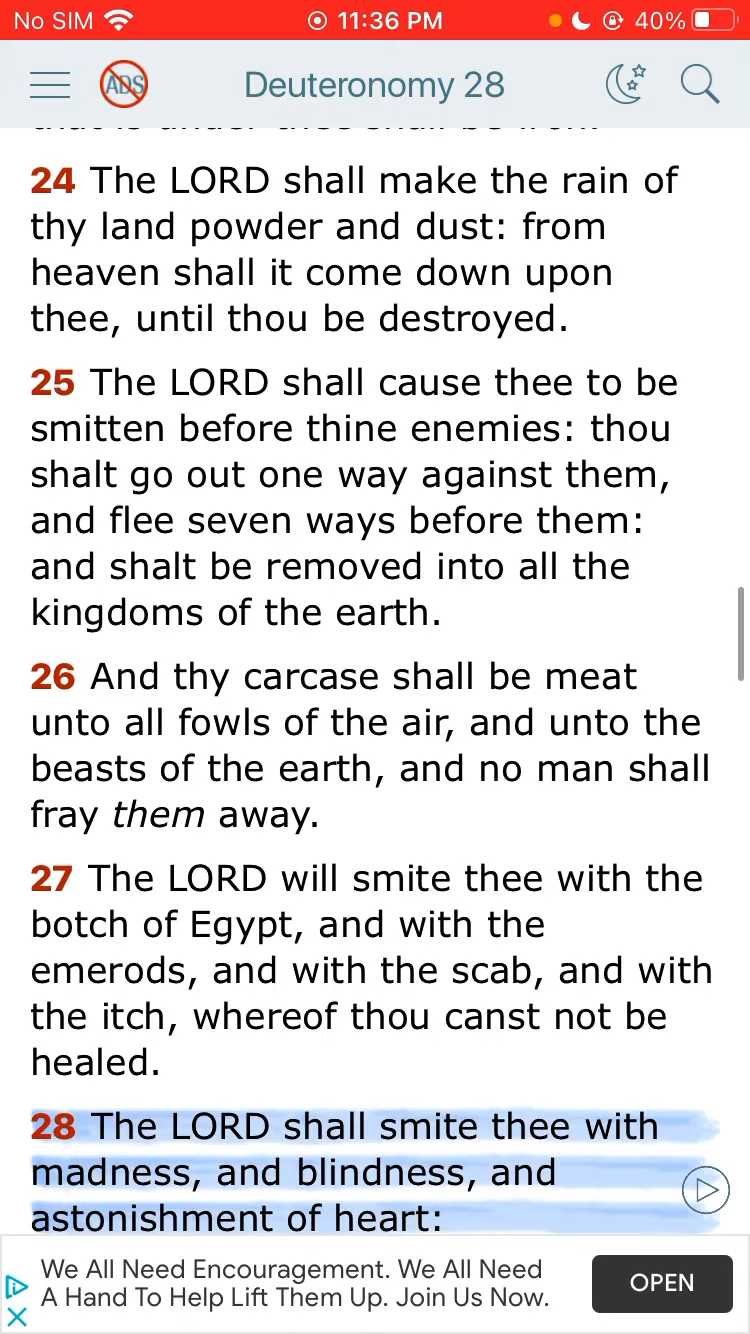 No SIM 11:36 PM 40%
ADS Deuteronomy 28
that is under thee shall be iron.
24 The LORD shall make the rain of
thy land powder and dust: from
heaven shall it come down upon
thee, until thou be destroyed.
25 The LORD shall cause thee to be
smitten before thine enemies: thou
shalt go out one way against them,
and flee seven ways before them:
and shalt be removed into all the
kingdoms of the earth.
26 And thy carcase shall be meat
unto all fowls of the air, and unto the
beasts of the earth, and no man shall
fray them away.
27 The LORD will smite thee with the
botch of Egypt, and with the
emerods, and with the scab, and with
the itch, whereof thou canst not be
healed.
28 The LORD shall smite thee with
madness, and blindness, and
astonishment of heart:
We All Need Encouragement. We All Need
A Hand To Help Lift Them Up. Join Us Now.
OPEN